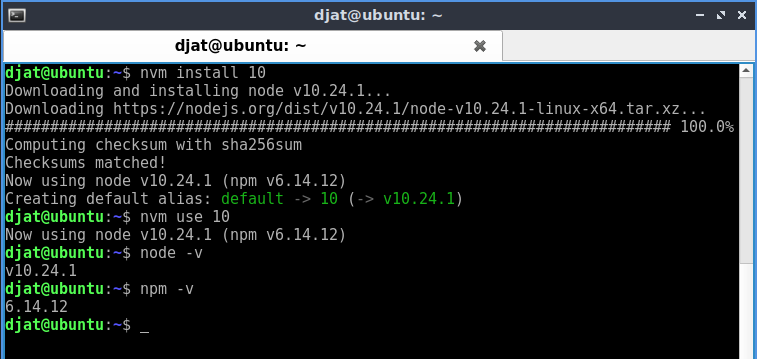 djat@ubuntu: ~
djat@ubuntu: ~
djat@ubuntu:~$ nvm install 10
Downloading and installing node v10.24.1...
Downloading https://nodejs.org/dist/v10.24.1/node-v10.24.1-linux-x64.tar.xz...
########################################################################## 100.0%
Computing checksum with sha256sum
Checksums matched!
Now using node v10.24.1 (npm v6.14.12)
Creating default alias: default -> 10 (-> v10.24.1)
djat@ubuntu:~$ nvm use 10
Now using node v10.24.1 (npm v6.14.12)
djat@ubuntu:~$ node -v
v10.24.1
djat@ubuntu:~$ npm -v
6.14.12
djat@ubuntu:~$ _